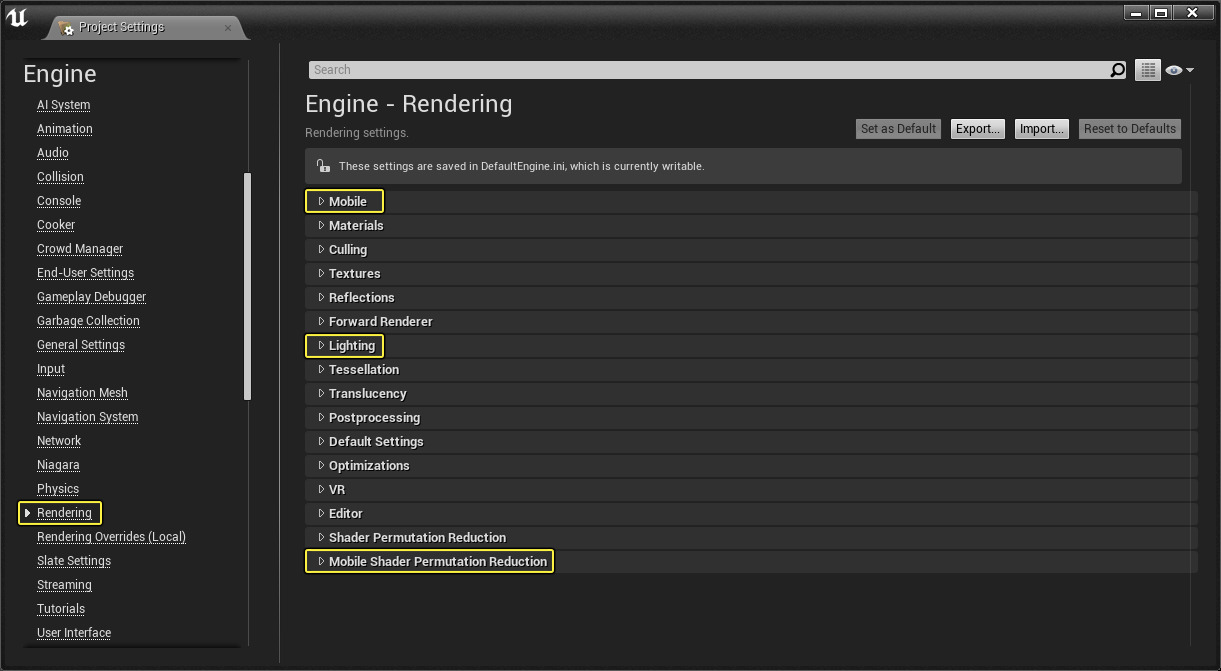 Project Settings
Engine
AI System
Animation
Audio
Collision
Console
Cooker
Crowd Manager
End-User Settings
Gameplay Debugger
Garbage Collection
General Settings
Input
Navigation Mesh
Navigation System
Network
Niagara
Physics
Rendering
Rendering Overrides (Local)
Slate Settings
Streaming
Tutorials
User Interface
Search
Engine - Rendering
Rendering settings.
Set as Default Export... Import... Reset to Defaults
These settings are saved in DefaultEngine.ini, which is currently writable.
Mobile
Materials
Culling
Textures
Reflections
Forward Renderer
Lighting
Tessellation
Translucency
Postprocessing
Default Settings
Optimizations
VR
Editor
Shader Permutation Reduction
Mobile Shader Permutation Reduction